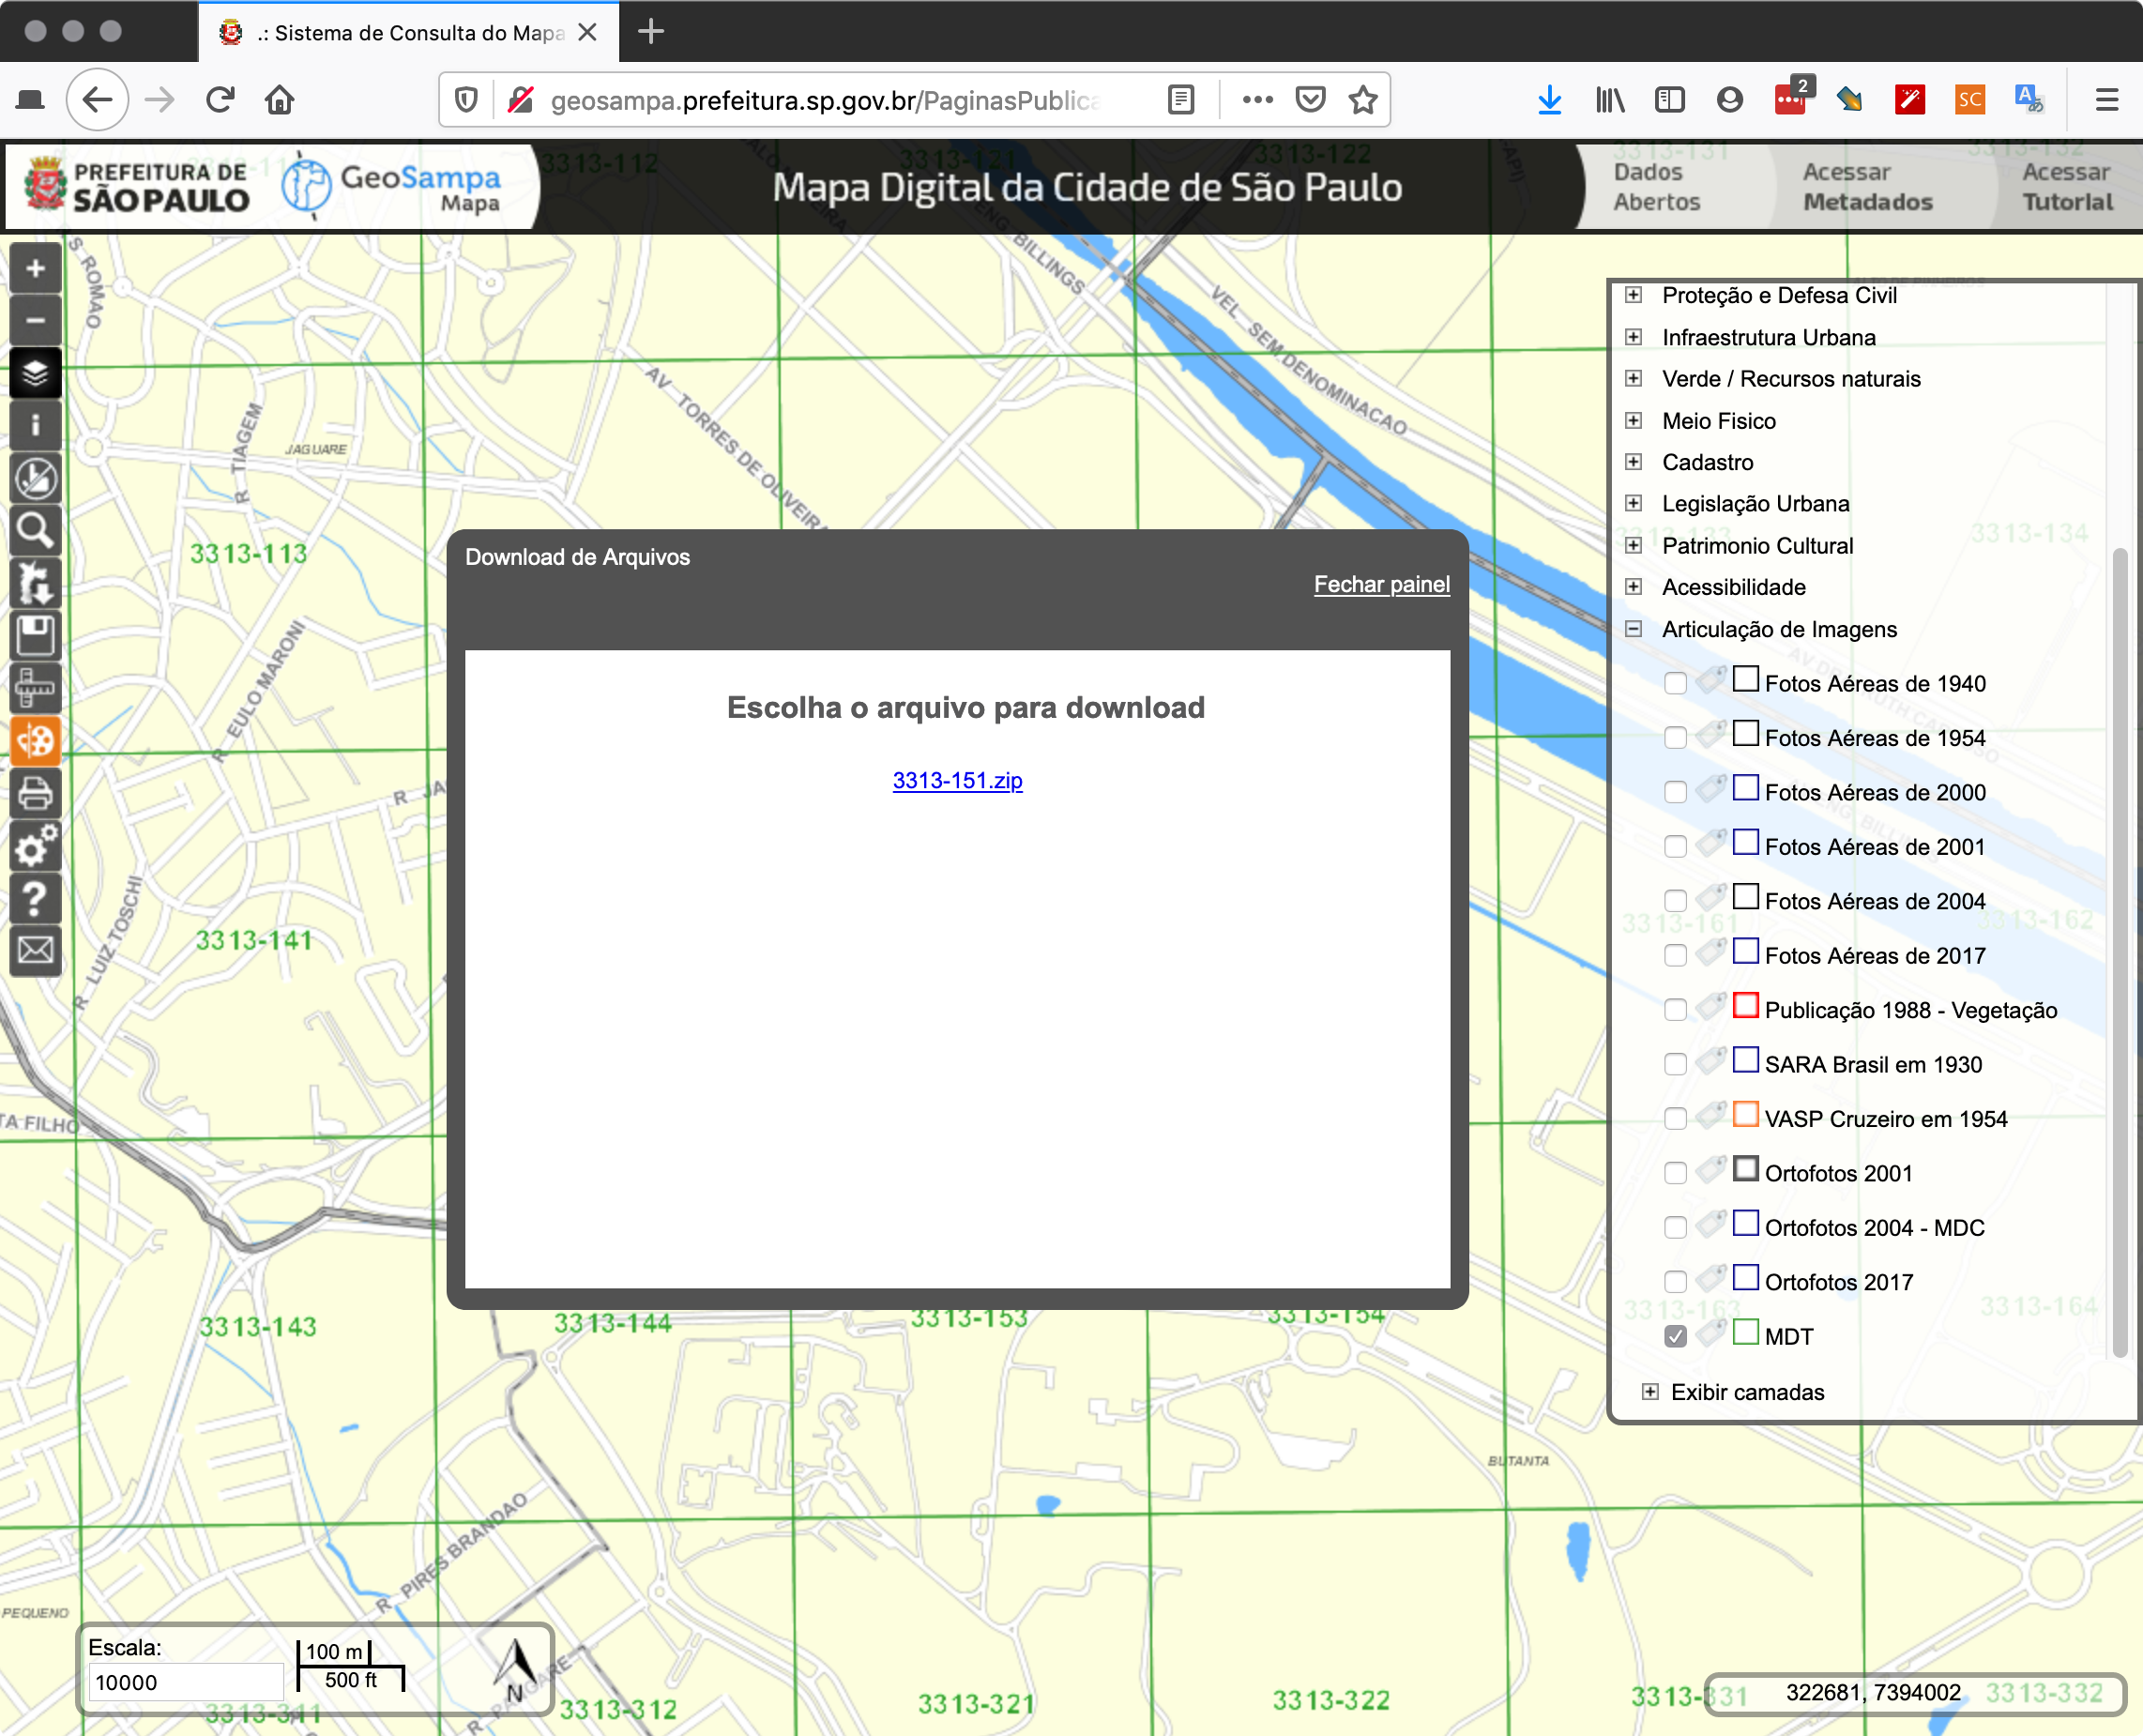 .: Sistema de Consulta do Mapa
geosampa.prefeitura.sp.gov.br/PaginasPublica
2
SC
PREFEITURA DE
SÃO PAULO
GeoSampa
Mapa
Mapa Digital da Cidade de São Paulo
Dados
Abertos
Acessar
Metadados
Acessar
Tutorial
3313-112
3313-121
3313-122
3313-131
3313-132
R. TIAGEM
JAGUARE
AV. TORRES DE OLIVEIRA
ENG. BILLINGS
VEL. SEM DENOMINACAO
3313-113
3313-133
3313-134
R. EULO MARONI
R. LUIZ TOSCHI
3313-141
3313-161
3313-162
TA FILHO
3313-143
3313-144
3313-153
3313-154
3313-163
3313-164
BUTANTA
R. PIRES BRANDAO
PEQUENO
3313-311
3313-312
3313-321
3313-322
3313-331
3313-332
Download de Arquivos
Fechar painel
Escolha o arquivo para download
3313-151.zip
Proteção e Defesa Civil
Infraestrutura Urbana
Verde / Recursos naturais
Meio Fisico
Cadastro
Legislação Urbana
Patrimonio Cultural
Acessibilidade
Articulação de Imagens
Fotos Aéreas de 1940
Fotos Aéreas de 1954
Fotos Aéreas de 2000
Fotos Aéreas de 2001
Fotos Aéreas de 2004
Fotos Aéreas de 2017
Publicação 1988 - Vegetação
SARA Brasil em 1930
VASP Cruzeiro em 1954
Ortofotos 2001
Ortofotos 2004 - MDC
Ortofotos 2017
MDT
Exibir camadas
Escala:
10000
100 m
500 ft
N
322681, 7394002